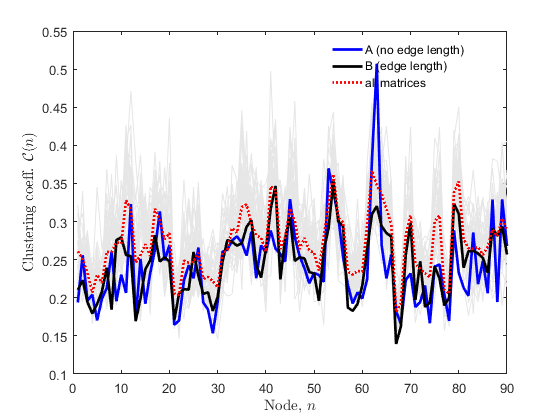 0.55
0.5
0.45
0.4
0.35
0.3
0.25
0.2
0.15
0.1
Clustering coeff. C(n)
A (no edge length)
B (edge length)
all matrices
0 10 20 30 40 50 60 70 80 90
Node, n